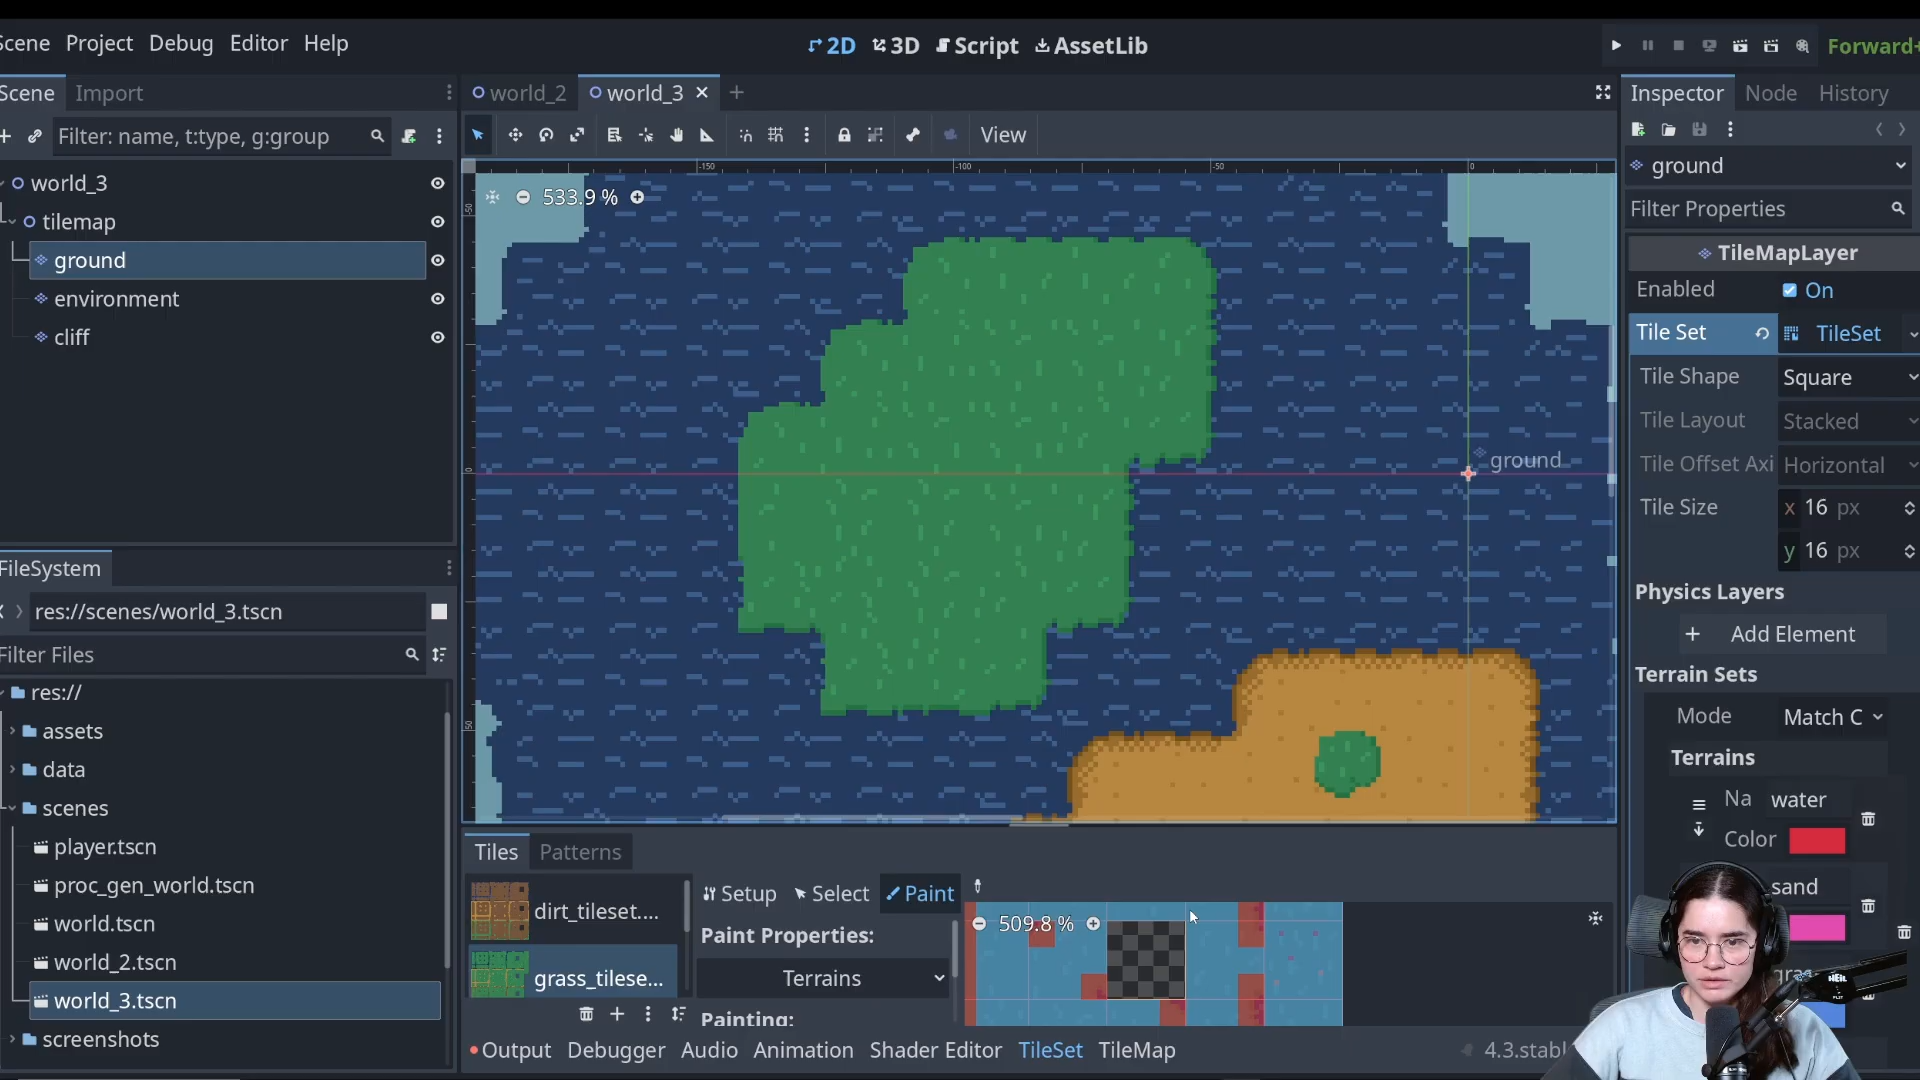 Scene Project Debug Editor Help
2D 3D Script AssetLib
Forward+
Scene Import
world_2 world_3
Inspector Node History
Filter: name, t:type, g:group
View
world_3
tilemap
ground
environment
cliff
-150 -100 -50 0
533.9 %
ground
ground
Filter Properties
TileMapLayer
Enabled On
Tile Set TileSet
Tile Shape Square
Tile Layout Stacked
Tile Offset Axi Horizontal
Tile Size x 16 px
y 16 px
Physics Layers
Add Element
Terrain Sets
Mode Match C
Terrains
Na water
Color
sand
FileSystem
res://scenes/world_3.tscn
Filter Files
res://
assets
data
scenes
player.tscn
proc_gen_world.tscn
world.tscn
world_2.tscn
world_3.tscn
screenshots
Tiles Patterns
dirt_tileset....
grass_tilese...
Setup Select Paint
Paint Properties:
Terrains
Painting:
509.8 %
Output Debugger Audio Animation Shader Editor TileSet TileMap
4.3.stabl